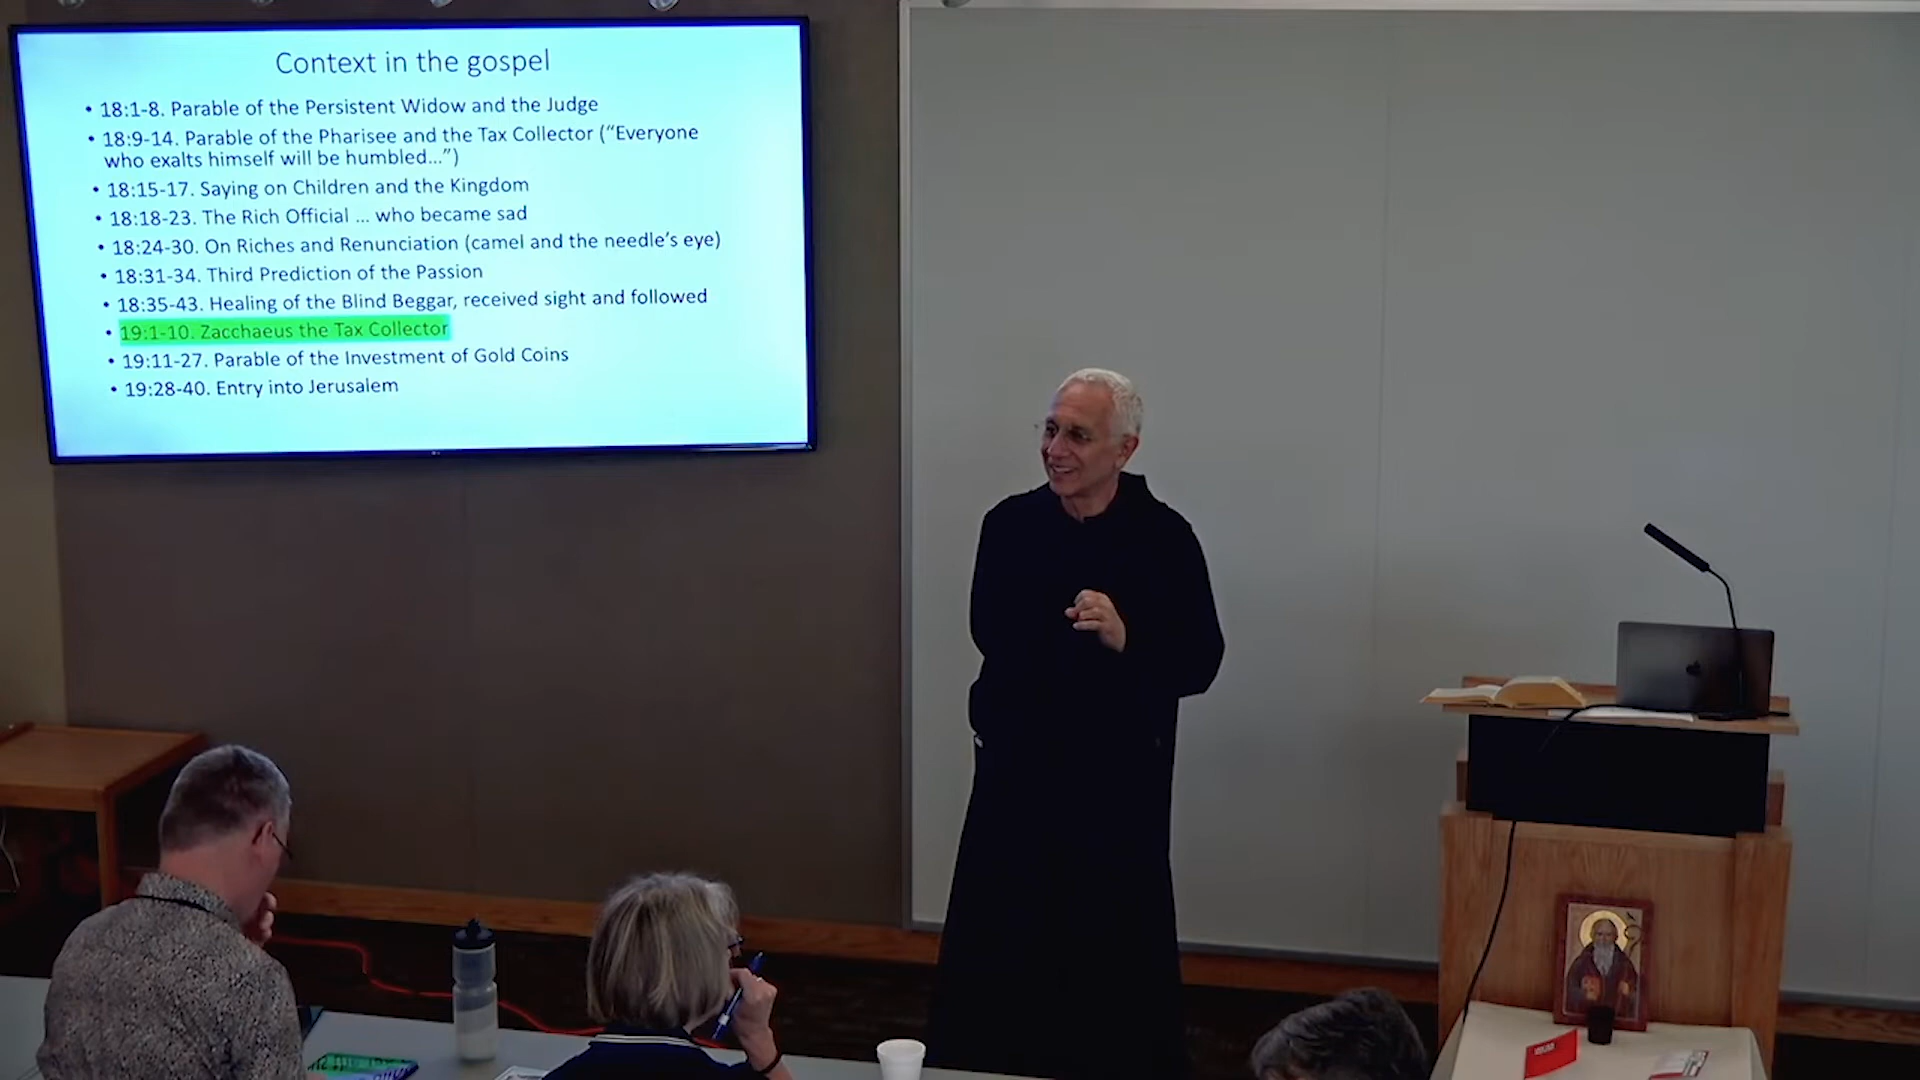 Context in the gospel
• 18:1-8. Parable of the Persistent Widow and the Judge
• 18:9-14. Parable of the Pharisee and the Tax Collector (“Everyone
who exalts himself will be humbled...”)
• 18:15-17. Saying on Children and the Kingdom
• 18:18-23. The Rich Official ... who became sad
• 18:24-30. On Riches and Renunciation (camel and the needle’s eye)
• 18:31-34. Third Prediction of the Passion
• 18:35-43. Healing of the Blind Beggar, received sight and followed
• 19:1-10. Zacchaeus the Tax Collector
• 19:11-27. Parable of the Investment of Gold Coins
• 19:28-40. Entry into Jerusalem